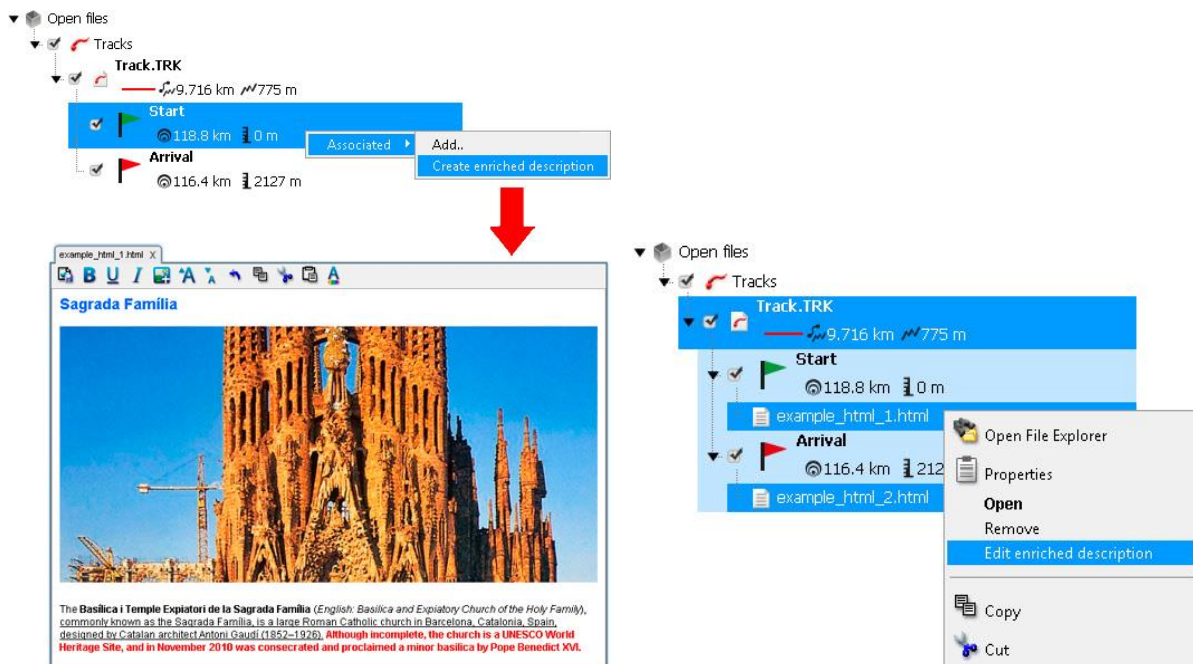 Open files
Tracks
Track.TRK
9.716 km 775 m
Start
118.8 km 0 m
Associated
Add..
Create enriched description
Arrival
116.4 km 2127 m
example_html_1.html X
B U I A A A
Sagrada Família
The Basílica i Temple Expiatori de la Sagrada Família (English: Basilica and Expiatory Church of the Holy Family),
commonly known as the Sagrada Família, is a large Roman Catholic church in Barcelona, Catalonia, Spain,
designed by Catalan architect Antoni Gaudí (1852–1926). Although incomplete, the church is a UNESCO World
Heritage Site, and in November 2010 was consecrated and proclaimed a minor basilica by Pope Benedict XVI.
Open files
Tracks
Track.TRK
9.716 km 775 m
Start
118.8 km 0 m
example_html_1.html
Arrival
116.4 km 212
example_html_2.html
Open File Explorer
Properties
Open
Remove
Edit enriched description
Copy
Cut